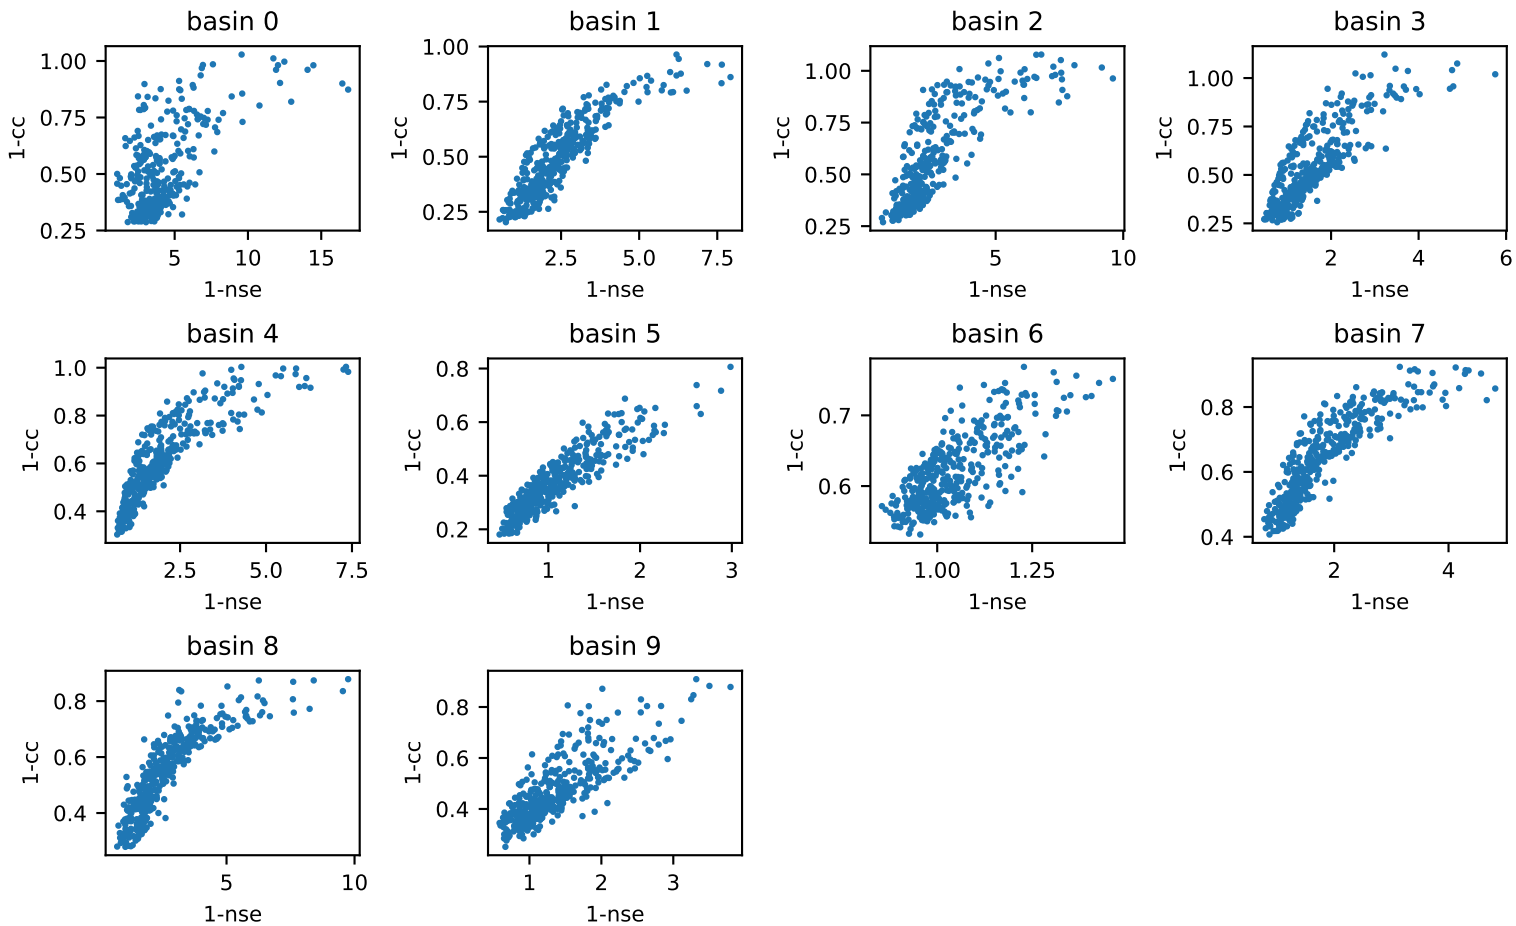 basin 0
1.00
0.75
0.50
0.25
1-cc
5 10 15
1-nse
basin 1
1.00
0.75
0.50
0.25
1-cc
2.5 5.0 7.5
1-nse
basin 2
1.00
0.75
0.50
0.25
1-cc
5 10
1-nse
basin 3
1.00
0.75
0.50
0.25
1-cc
2 4 6
1-nse
basin 4
1.0
0.8
0.6
0.4
1-cc
2.5 5.0 7.5
1-nse
basin 5
0.8
0.6
0.4
0.2
1-cc
1 2 3
1-nse
basin 6
0.7
0.6
1-cc
1.00 1.25
1-nse
basin 7
0.8
0.6
0.4
1-cc
2 4
1-nse
basin 8
0.8
0.6
0.4
1-cc
5 10
1-nse
basin 9
0.8
0.6
0.4
1-cc
1 2 3
1-nse